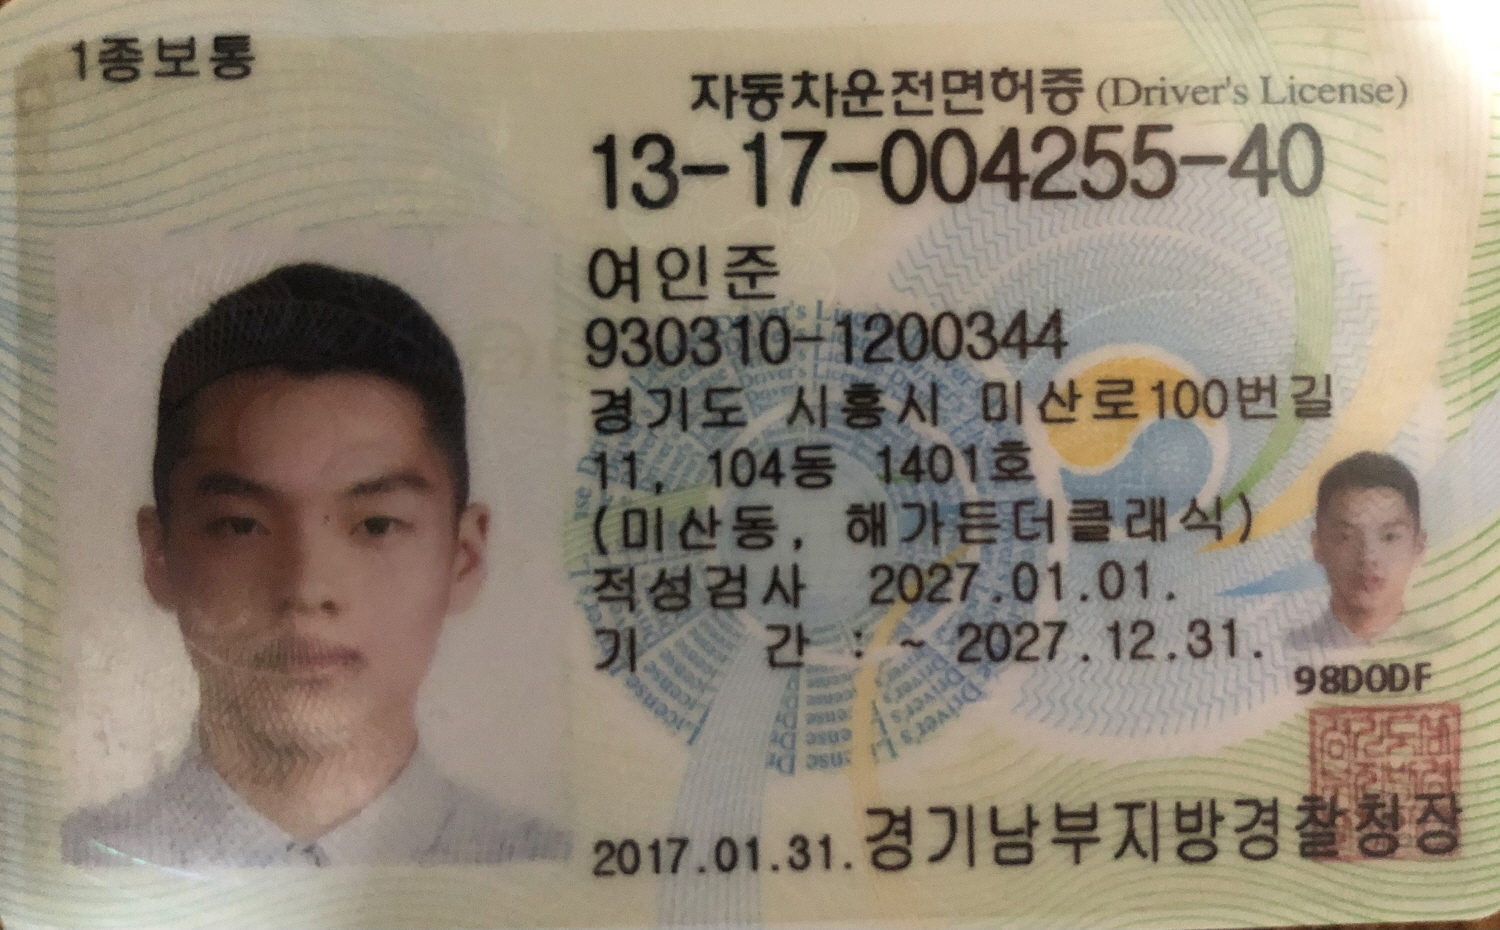 1종보통
자동차운전면허증 (Driver's License)
13-17-004255-40
여인준
930310-1200344
경기도 시흥시 미산로100번길
11, 104동 1401호
(미산동, 해가든더클래식)
적성검사 2027.01.01.
기 간 : ~ 2027.12.31.
98DODF
2017.01.31. 경기남부지방경찰청장